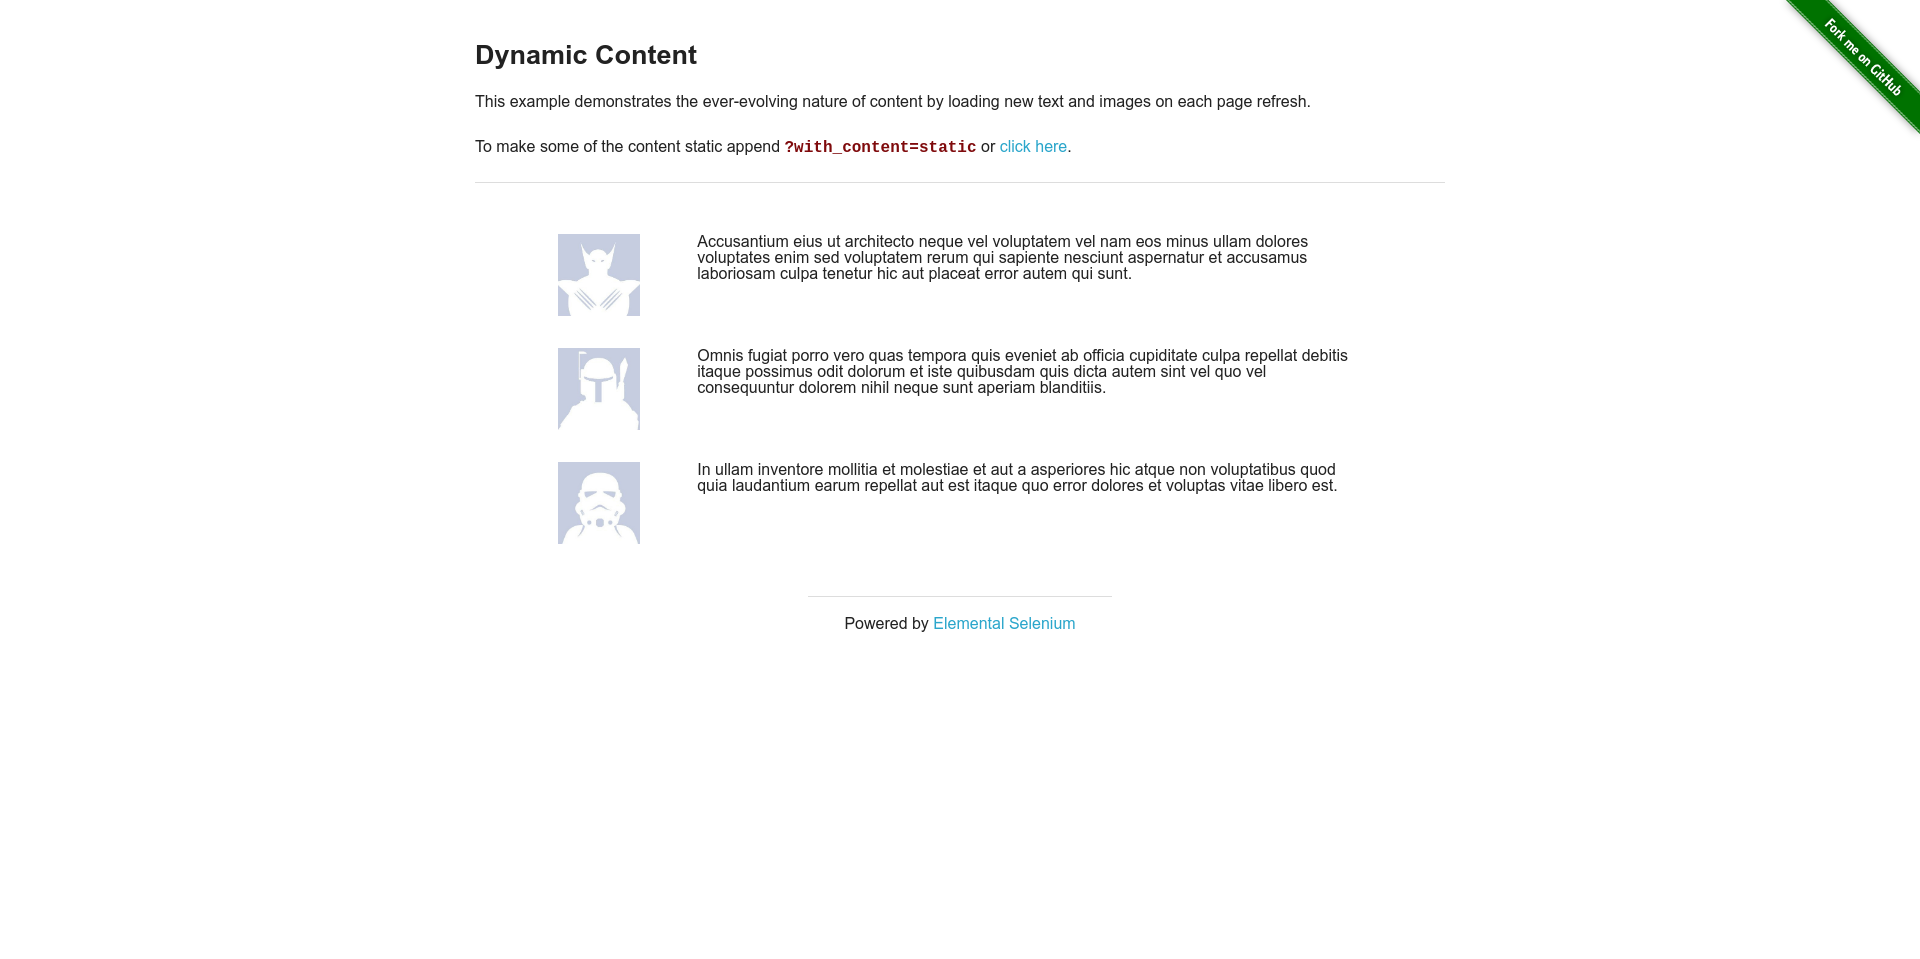 Fork me on GitHub
Dynamic Content
This example demonstrates the ever-evolving nature of content by loading new text and images on each page refresh.
To make some of the content static append ?with_content=static or click here.
Accusantium eius ut architecto neque vel voluptatem vel nam eos minus ullam dolores
voluptates enim sed voluptatem rerum qui sapiente nesciunt aspernatur et accusamus
laboriosam culpa tenetur hic aut placeat error autem qui sunt.
Omnis fugiat porro vero quas tempora quis eveniet ab officia cupiditate culpa repellat debitis
itaque possimus odit dolorum et iste quibusdam quis dicta autem sint vel quo vel
consequuntur dolorem nihil neque sunt aperiam blanditiis.
In ullam inventore mollitia et molestiae et aut a asperiores hic atque non voluptatibus quod
quia laudantium earum repellat aut est itaque quo error dolores et voluptas vitae libero est.
Powered by Elemental Selenium